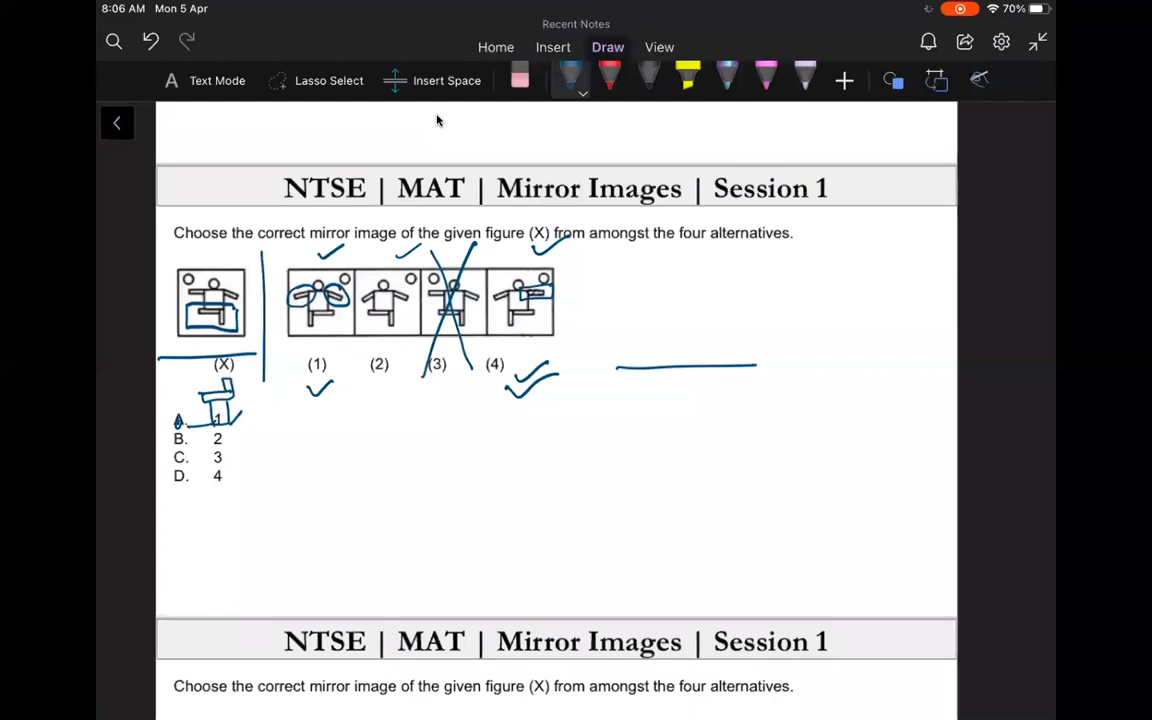 8:06 AM Mon 5 Apr
70%
Recent Notes
Home Insert Draw View
Text Mode Lasso Select Insert Space
NTSE | MAT | Mirror Images | Session 1
Choose the correct mirror image of the given figure (X) from amongst the four alternatives.
(X) (1) (2) (3) (4)
A. 1
B. 2
C. 3
D. 4
NTSE | MAT | Mirror Images | Session 1
Choose the correct mirror image of the given figure (X) from amongst the four alternatives.